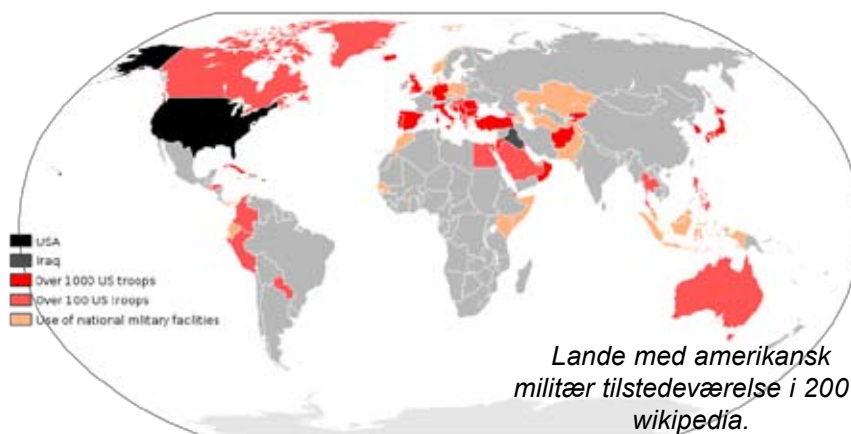 USA
Iraq
Over 1000 US troops
Over 100 US troops
Use of national military facilities
Lande med amerikansk
militær tilstedeværelse i 200
wikipedia.